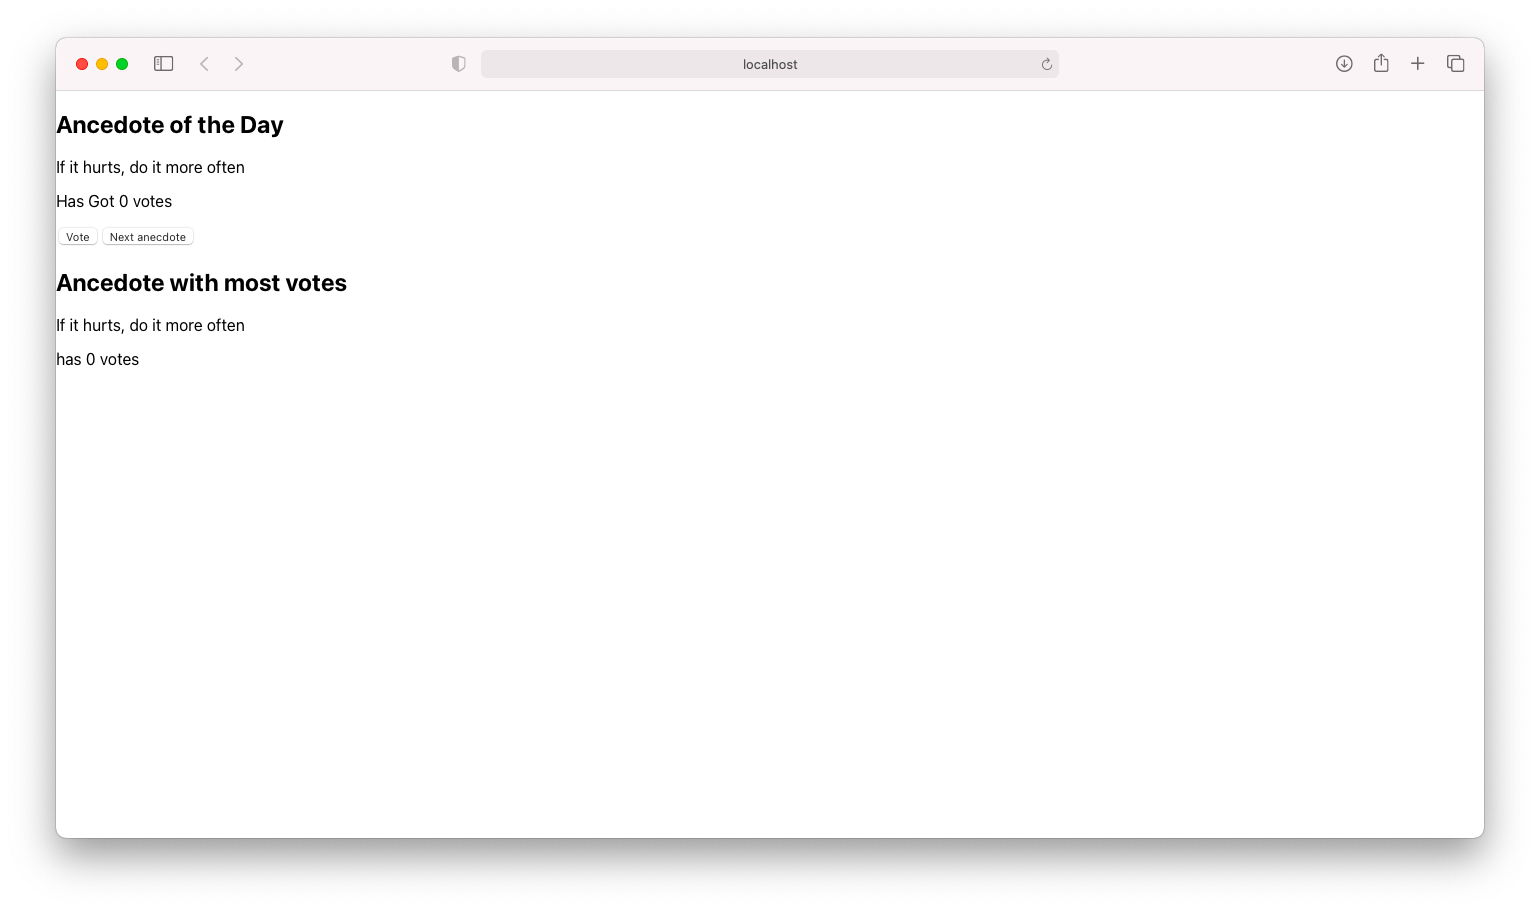 localhost
Ancedote of the Day
If it hurts, do it more often
Has Got 0 votes
Vote Next anecdote
Ancedote with most votes
If it hurts, do it more often
has 0 votes